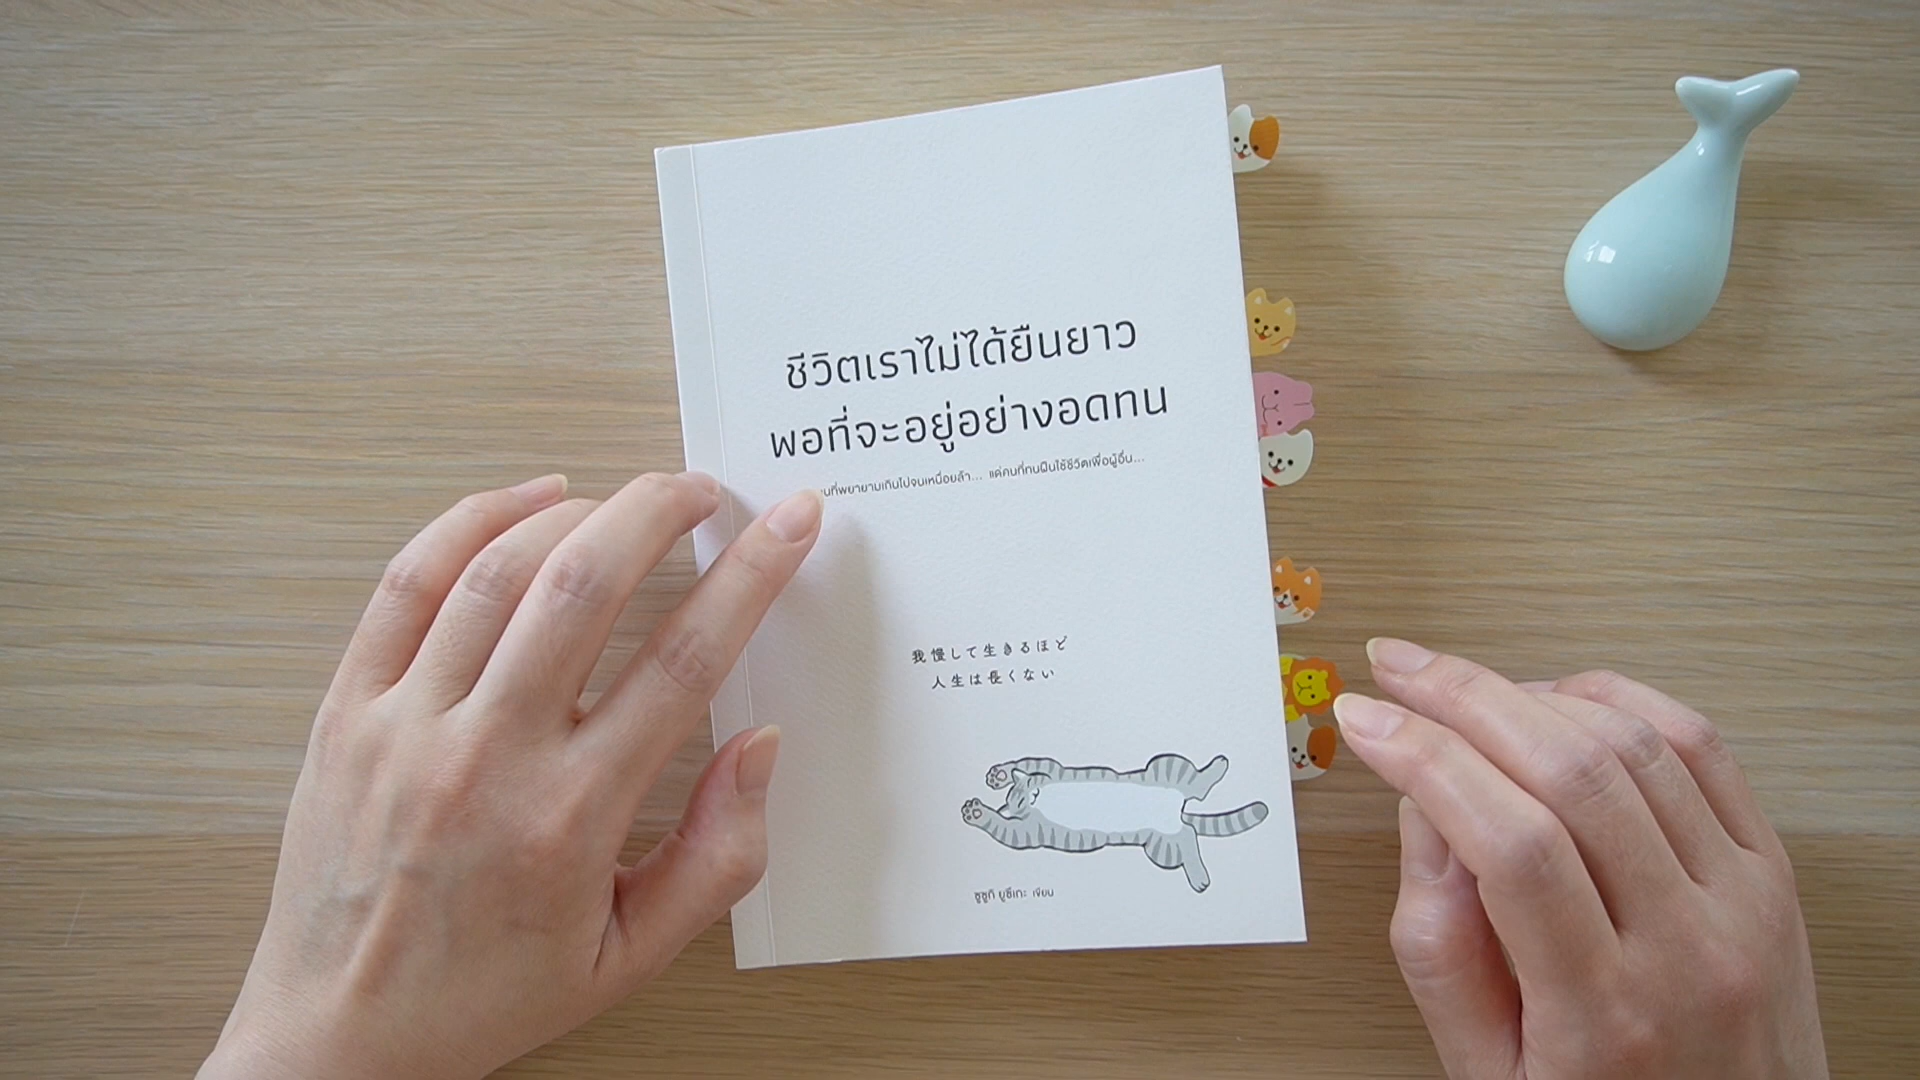 ชีวิตเราไม่ได้ยืนยาว
พอที่จะอยู่อย่างอดทน
ที่พยายามเกินไปจนเหนื่อยล้า... แด่คนที่ทนฝืนใช้ชีวิตเพื่อผู้อื่น...
我慢して生きるほど
人生は長くない
ซูซูกิ ยูซึเกะ เขียน